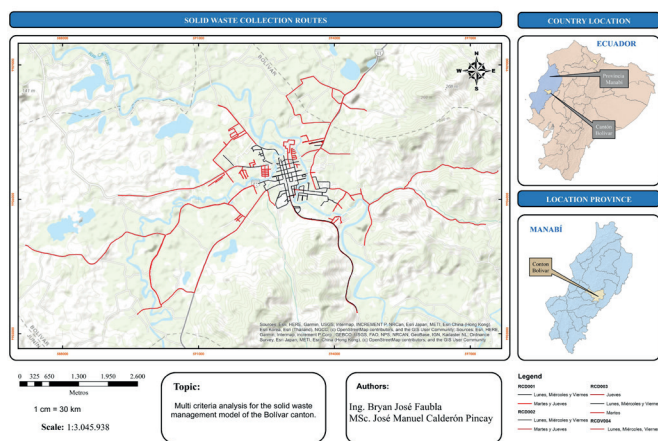 SOLID WASTE COLLECTION ROUTES
COUNTRY LOCATION
ECUADOR
Provincia
Manabí
Cantón
Bolívar
BOLIVAR
N
W
E
S
LOCATION PROVINCE
MANABÍ
Cantón
Bolívar
0 325 650 1.300 1.950 2.600
Metros
1 cm = 30 km
Scale: 1:3.045.938
Topic:
Multi criteria analysis for the solid waste
management model of the Bolívar canton.
Authors:
Ing. Bryan José Faubla
MSc. José Manuel Calderón Pincay
Legend
RCD001
Lunes, Miércoles y Viernes
Martes y Jueves
RCD002
Lunes, Miércoles y Viernes
Martes y Jueves
RCD003
Jueves
Lunes, Miércoles y Viernes
Martes
RCDV004
Lunes, Miércoles, Viernes